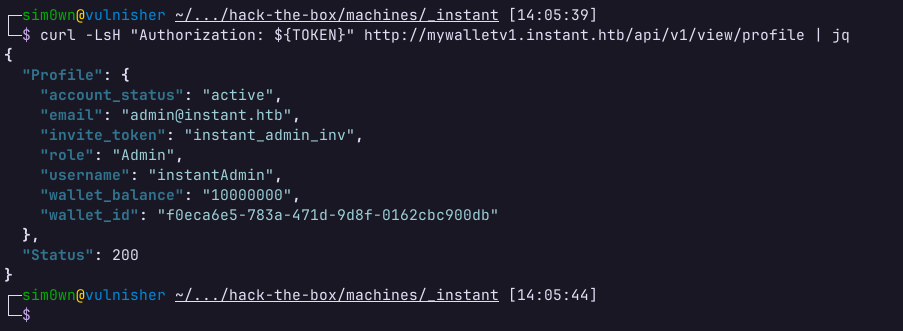 ┌─sim0wn@vulnisher ~/.../hack-the-box/machines/_instant [14:05:39]
└─$ curl -LsH "Authorization: ${TOKEN}" http://mywalletv1.instant.htb/api/v1/view/profile | jq
{
  "Profile": {
    "account_status": "active",
    "email": "admin@instant.htb",
    "invite_token": "instant_admin_inv",
    "role": "Admin",
    "username": "instantAdmin",
    "wallet_balance": "10000000",
    "wallet_id": "f0eca6e5-783a-471d-9d8f-0162cbc900db"
  },
  "Status": 200
}
┌─sim0wn@vulnisher ~/.../hack-the-box/machines/_instant [14:05:44]
└─$